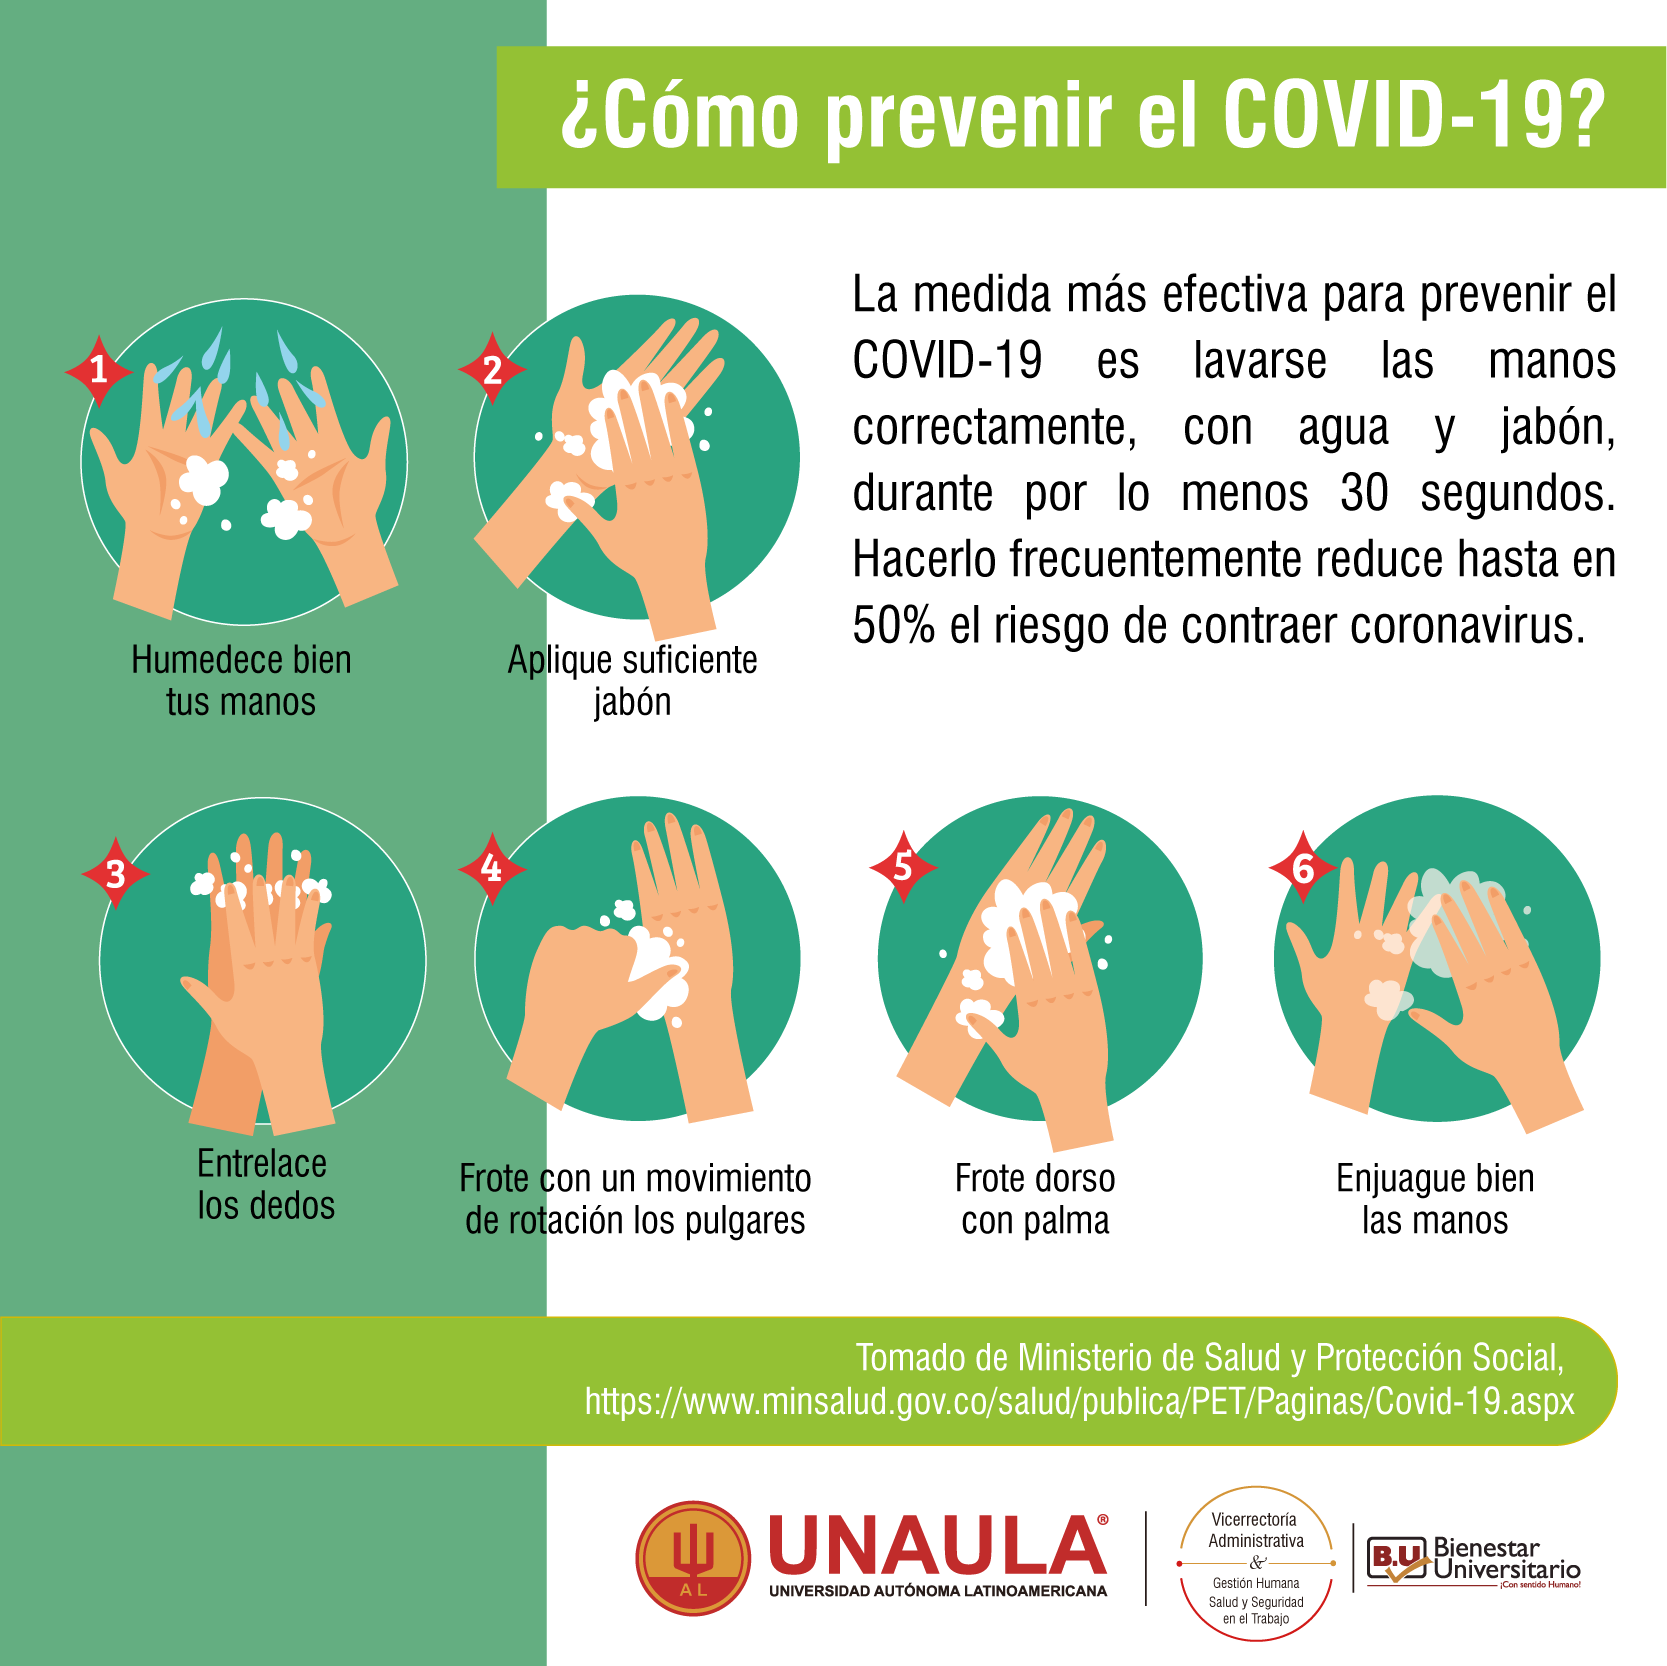 ¿Cómo prevenir el COVID-19?
La medida más efectiva para prevenir el
COVID-19 es lavarse las manos
correctamente, con agua y jabón,
durante por lo menos 30 segundos.
Hacerlo frecuentemente reduce hasta en
50% el riesgo de contraer coronavirus.
1
Humedece bien
tus manos
2
Aplique suficiente
jabón
3
Entrelace
los dedos
4
Frote con un movimiento
de rotación los pulgares
5
Frote dorso
con palma
6
Enjuague bien
las manos
Tomado de Ministerio de Salud y Protección Social,
https://www.minsalud.gov.co/salud/publica/PET/Paginas/Covid-19.aspx
AL
UNAULA®
UNIVERSIDAD AUTÓNOMA LATINOAMERICANA
Vicerrectoría
Administrativa
&
Gestión Humana
Salud y Seguridad
en el Trabajo
B.U
Bienestar
Universitario
¡Con sentido Humano!